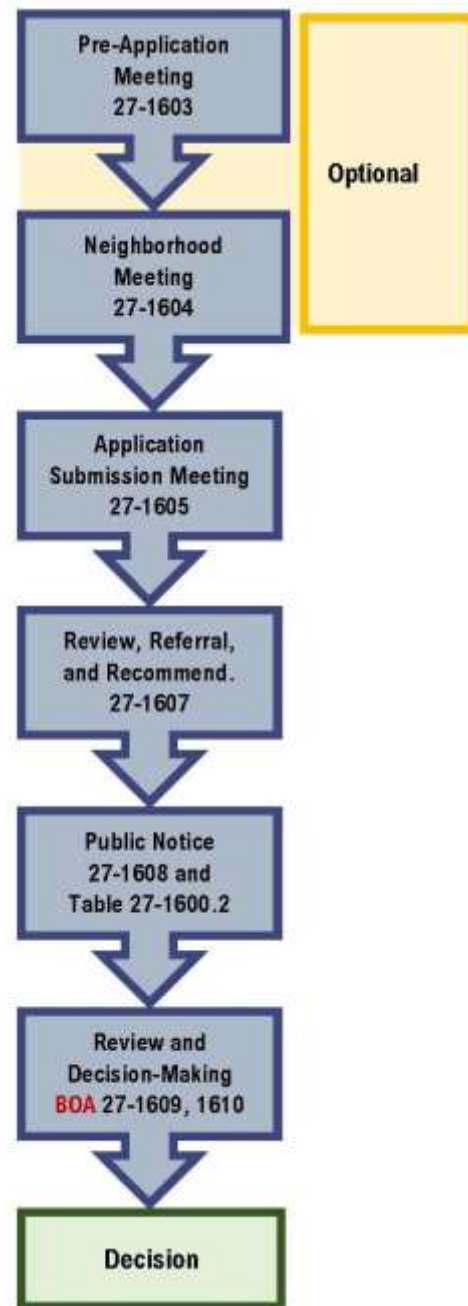 Pre-Application
Meeting
27-1603
Optional
Neighborhood
Meeting
27-1604
Application
Submission Meeting
27-1605
Review, Referral,
and Recommend.
27-1607
Public Notice
27-1608 and
Table 27-1600.2
Review and
Decision-Making
BOA 27-1609, 1610
Decision